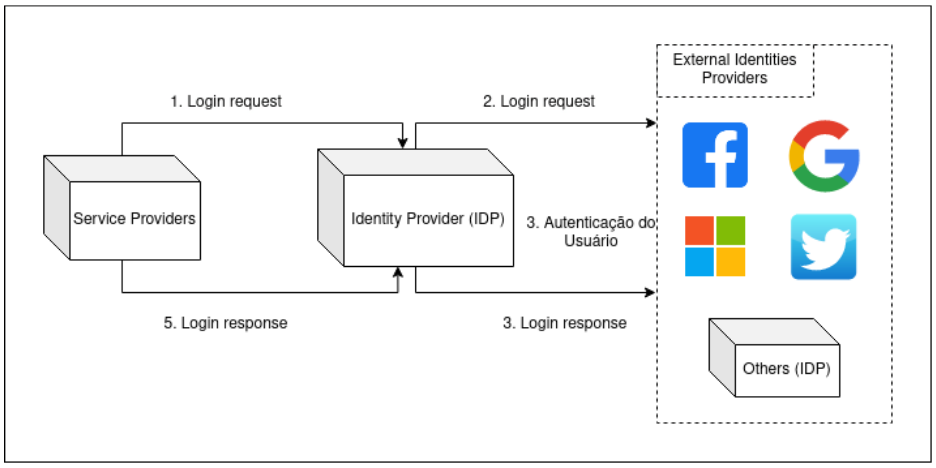 External Identities
Providers
1. Login request
2. Login request
Service Providers
Identity Provider (IDP)
3. Autenticação do
Usuário
5. Login response
3. Login response
Others (IDP)